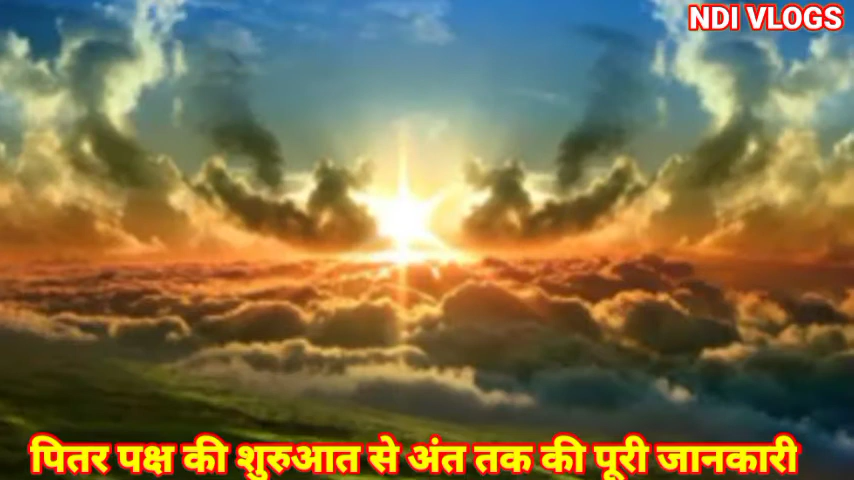 NDI VLOGS
पितर पक्ष की शुरुआत से अंत तक की पूरी जानकारी